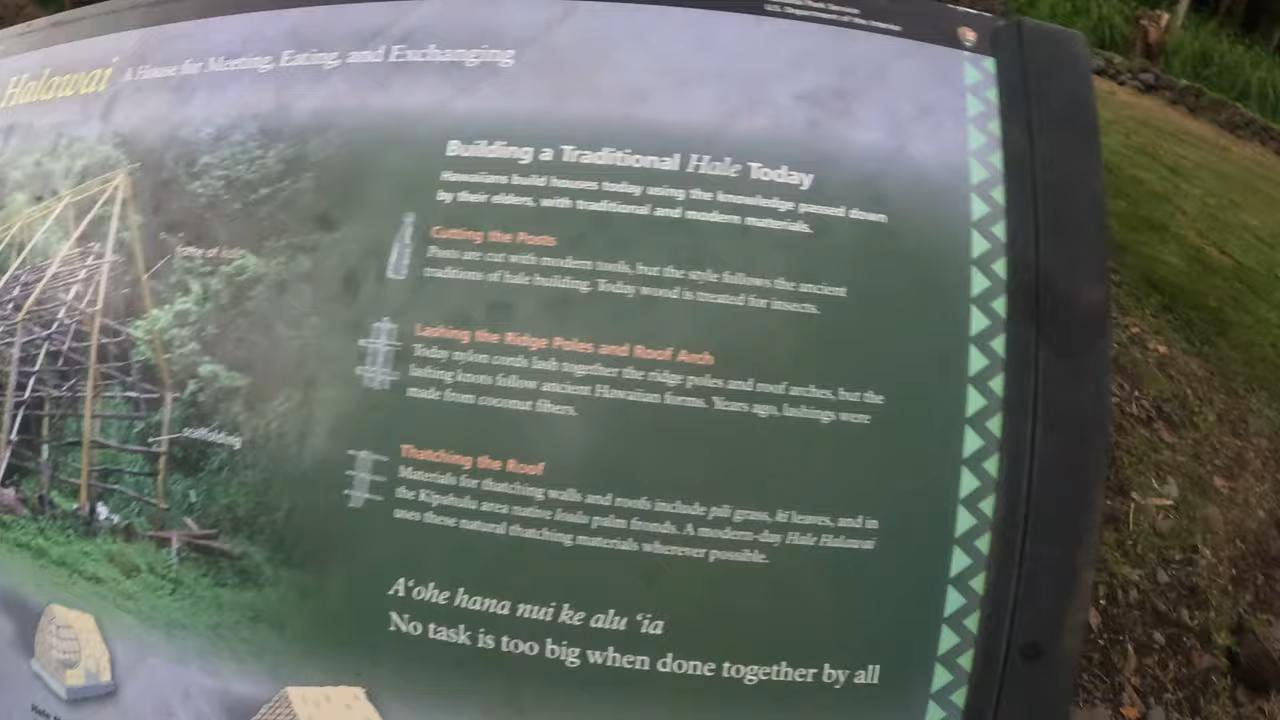 Halawai A House for Meeting, Eating, and Exchanging
Building a Traditional Hale Today
Hawaiians build houses today using the knowledge passed down
by their elders, with traditional and modern materials.
Cutting the Posts
Posts are cut with modern tools, but the style follows the ancient
traditions of hale building. Today wood is treated for insects.
Lashing the Ridge Poles and Roof Arch
Today nylon cords lash together the ridge poles and roof arches, but the
lashing knots follow ancient Hawaiian forms. Years ago, lashings were
made from coconut fibers.
scaffolding
Thatching the Roof
Materials for thatching walls and roofs include pili grass, ki leaves, and in
the Kīpahulu area native loulu palm fronds. A modern-day Hale Halawai
uses these natural thatching materials wherever possible.
A‘ohe hana nui ke alu ‘ia
No task is too big when done together by all